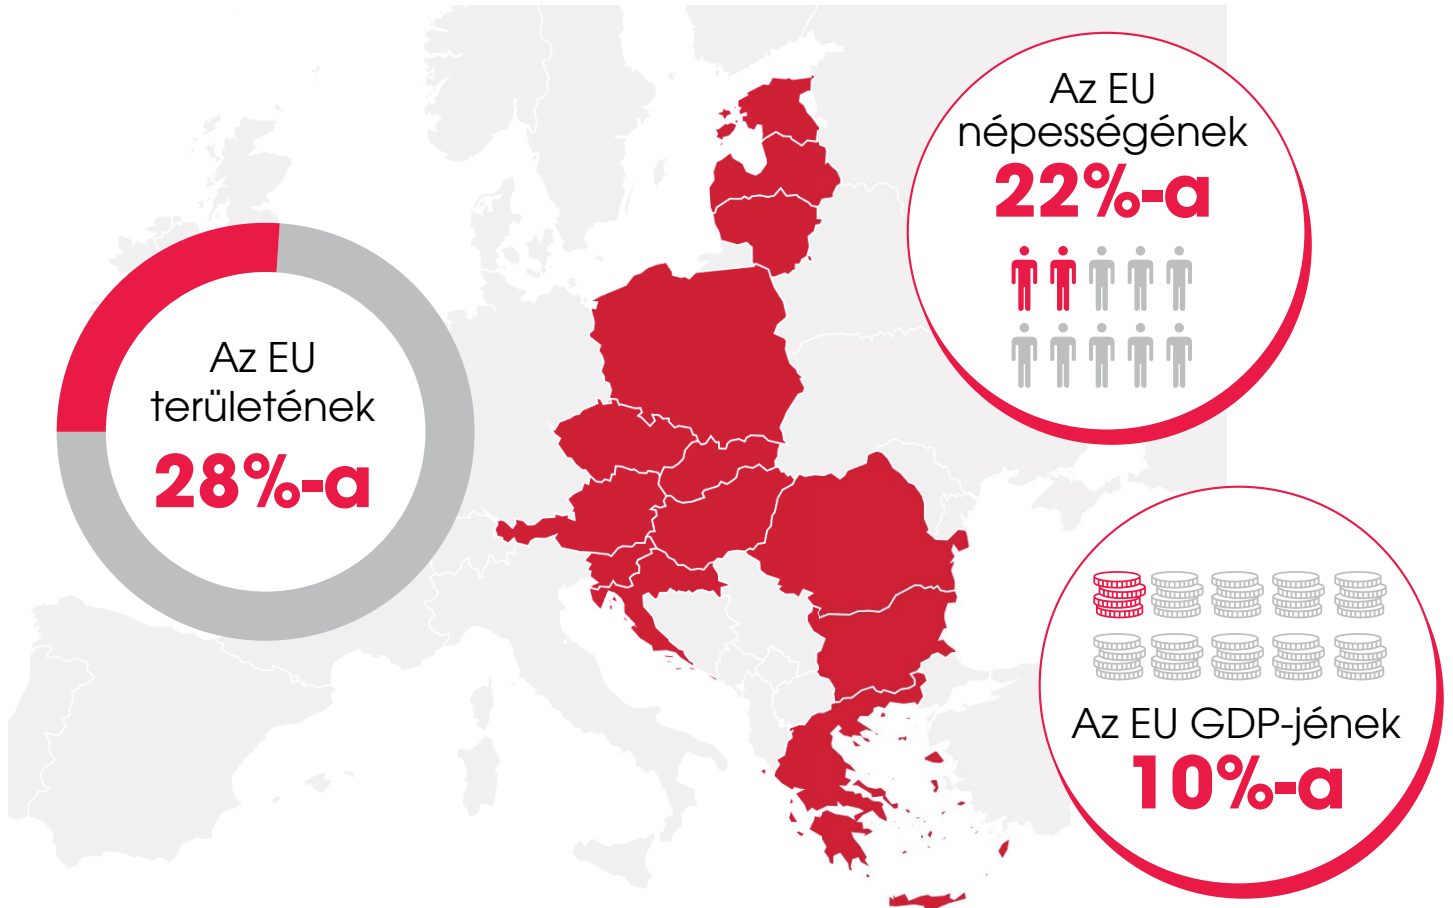 Az EU
népességének
22%-a
Az EU
területének
28%-a
Az EU GDP-jének
10%-a